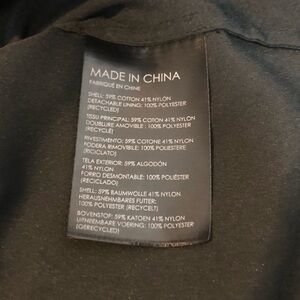 MADE IN CHINA
FABRIQUÉ EN CHINE
SHELL: 59% COTTON 41% NYLON
DETACHABLE LINING: 100% POLYESTER
(RECYCLED)
TISSU PRINCIPAL: 59% COTON 41% NYLON
DOUBLURE AMOVIBLE : 100% POLYESTER
(RECYCLÉ)
RIVESTIMENTO: 59% COTONE 41% NYLON
FODERA RIMOVIBILE: 100% POLIESTERE
(RICICLATO)
TELA EXTERIOR: 59% ALGODÓN
41% NYLON
FORRO DESMONTABLE: 100% POLIÉSTER
(RECICLADO)
SHELL: 59% BAUMWOLLE 41% NYLON
HERAUSNEHMBARES FUTTER:
100% POLYESTER (RECYCELT)
BOVENSTOF: 59% KATOEN 41% NYLON
UITNEEMBARE VOERING: 100% POLYESTER
(GERECYCLED)